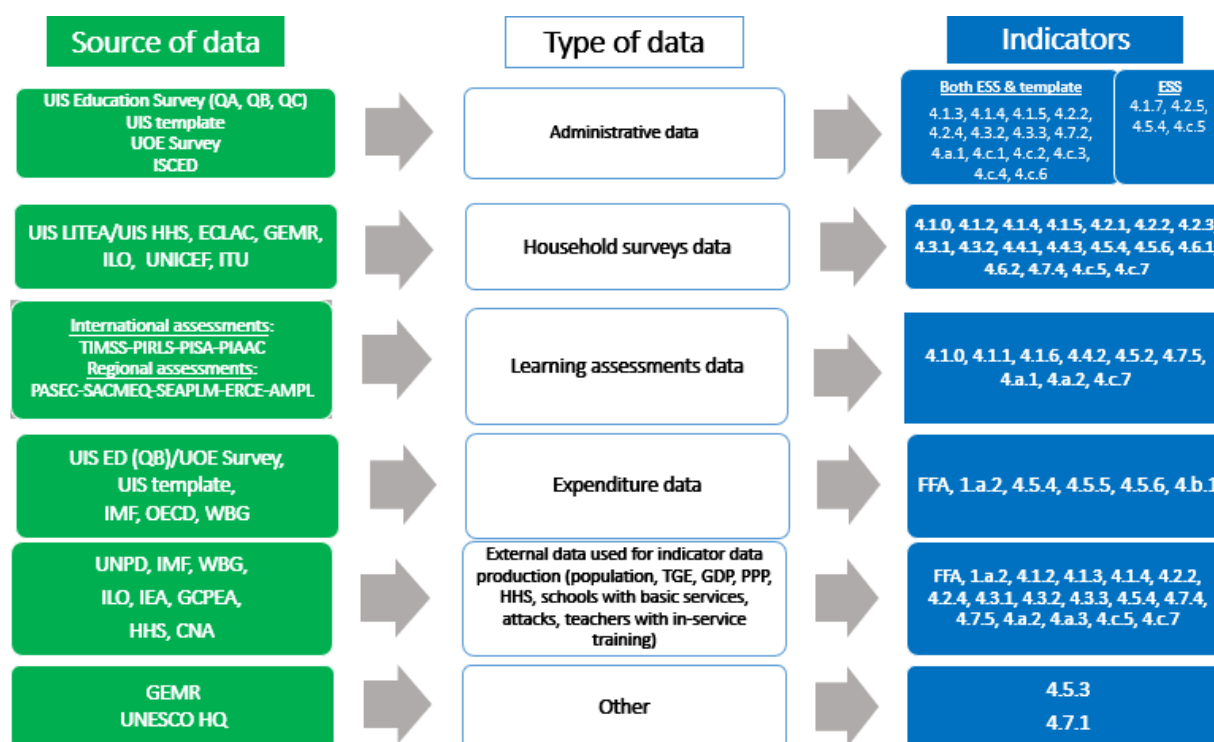 Source of data
Type of data
Indicators
UIS Education Survey (QA, QB, QC)
UIS template
UOE Survey
ISCED
Administrative data
Both ESS & template
4.1.3, 4.1.4, 4.1.5, 4.2.2,
4.2.4, 4.3.2, 4.3.3, 4.7.2,
4.a.1, 4.c.1, 4.c.2, 4.c.3,
4.c.4, 4.c.6
ESS
4.1.7, 4.2.5,
4.5.4, 4.c.5
UIS LITEA/UIS HHS, ECLAC, GEMR,
ILO, UNICEF, ITU
Household surveys data
4.1.0, 4.1.2, 4.1.4, 4.1.5, 4.2.1, 4.2.2, 4.2.3
4.3.1, 4.3.2, 4.4.1, 4.4.3, 4.5.4, 4.5.6, 4.6.1,
4.6.2, 4.7.4, 4.c.5, 4.c.7
International assessments:
TIMSS-PIRLS-PISA-PIAAC
Regional assessments:
PASEC-SACMEQ-SEAPLM-ERCE-AMPL
Learning assessments data
4.1.0, 4.1.1, 4.1.6, 4.4.2, 4.5.2, 4.7.5,
4.a.1, 4.a.2, 4.c.7
UIS ED (QB)/UOE Survey,
UIS template,
IMF, OECD, WBG
Expenditure data
FFA, 1.a.2, 4.5.4, 4.5.5, 4.5.6, 4.b.1
UNPD, IMF, WBG,
ILO, IEA, GCPEA,
HHS, CNA
External data used for indicator data
production (population, TGE, GDP, PPP,
HHS, schools with basic services,
attacks, teachers with in-service
training)
FFA, 1.a.2, 4.1.2, 4.1.3, 4.1.4, 4.2.2,
4.2.4, 4.3.1, 4.3.2, 4.3.3, 4.5.4, 4.7.4,
4.7.5, 4.a.2, 4.a.3, 4.c.5, 4.c.7
GEMR
UNESCO HQ
Other
4.5.3
4.7.1